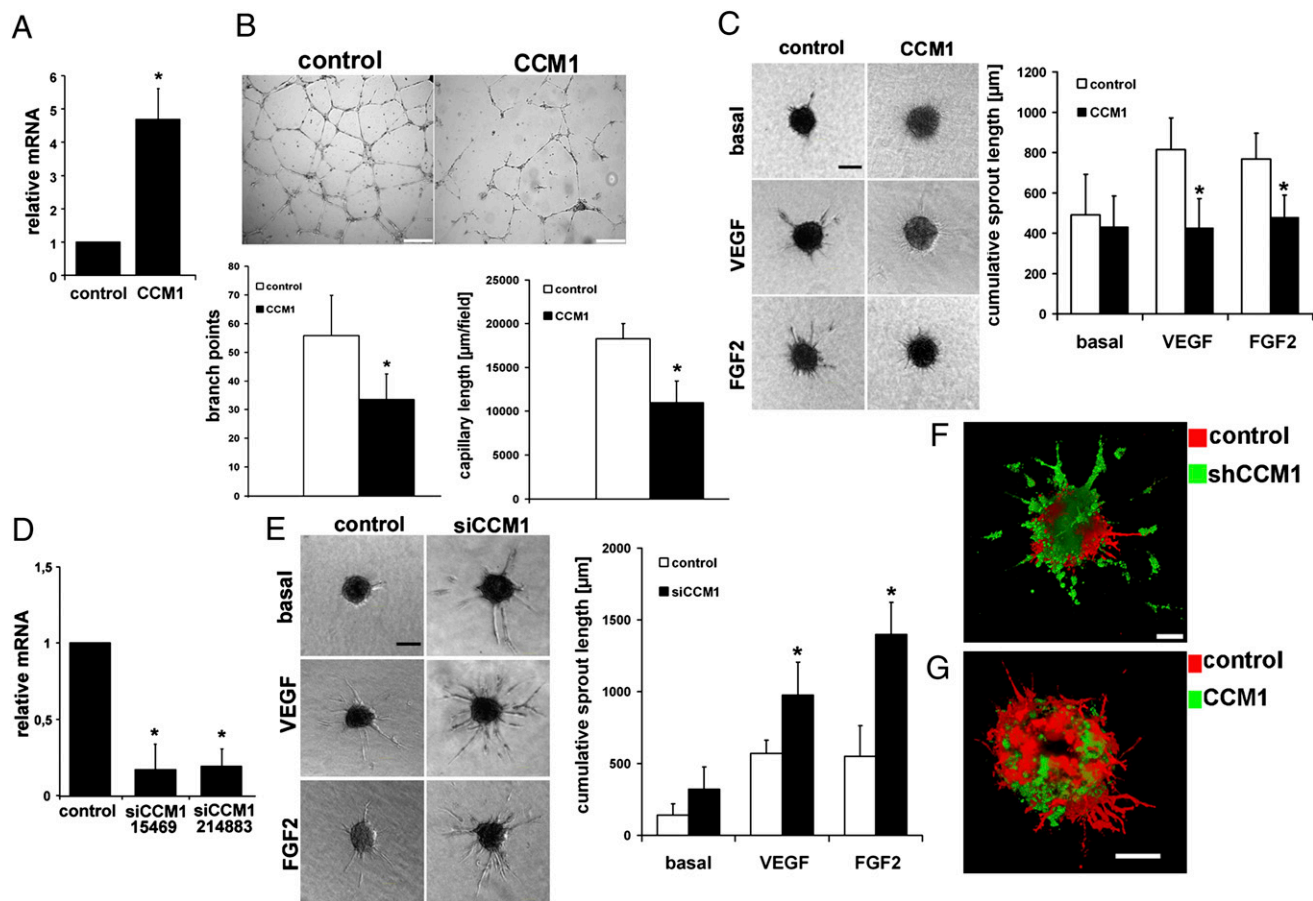 A
relative mRNA
6
5
4
3
2
1
0
*
control CCM1
B
control CCM1
branch points
80
70
60
50
40
30
20
10
0
control
CCM1
*
capillary length [µm/field]
25000
20000
15000
10000
5000
0
control
CCM1
*
C
control CCM1
basal
VEGF
FGF2
cumulative sprout length [µm]
1200
1000
800
600
400
200
0
control
CCM1
* *
basal VEGF FGF2
D
relative mRNA
1,5
1
0,5
0
* *
control siCCM1 siCCM1
15469 214883
E
control siCCM1
basal
VEGF
FGF2
cumulative sprout length [µm]
2000
1500
1000
500
0
control
siCCM1
* *
basal VEGF FGF2
F
control
shCCM1
G
control
CCM1